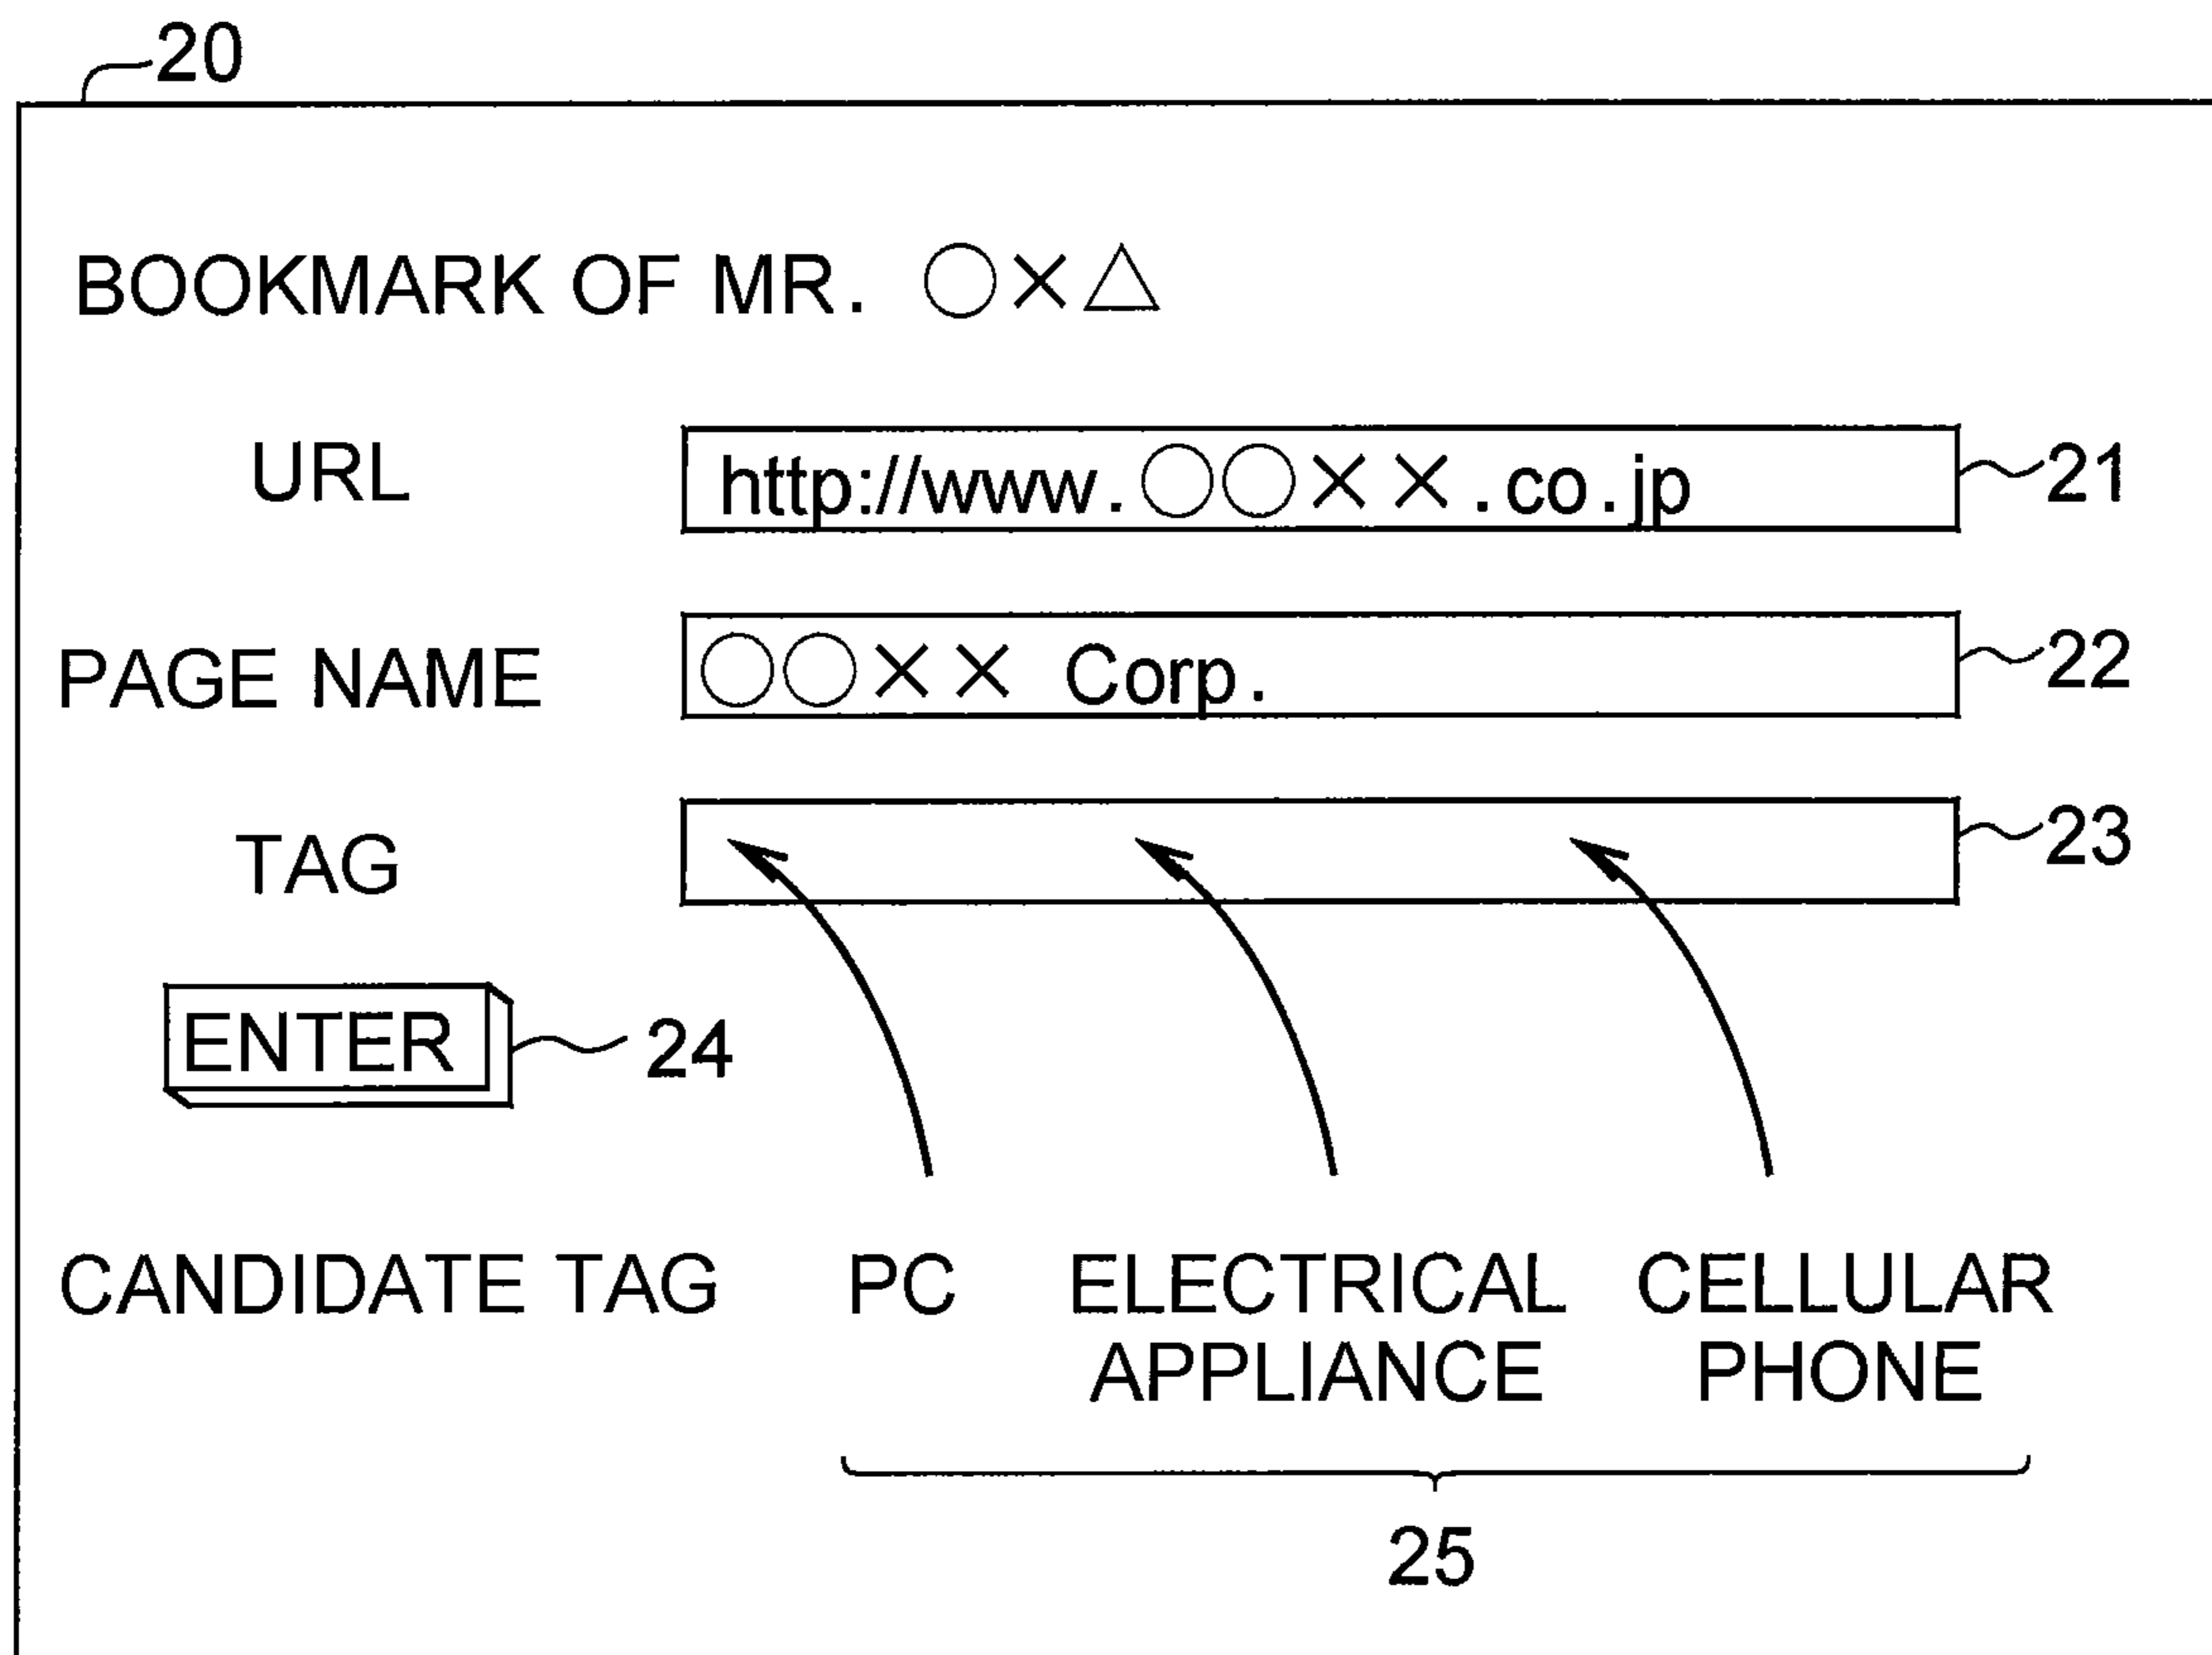 20
BOOKMARK OF MR. ○×△
URL http://www.○○××.co.jp 21
PAGE NAME ○○×× Corp. 22
TAG 23
ENTER 24
CANDIDATE TAG PC ELECTRICAL CELLULAR
APPLIANCE PHONE
25